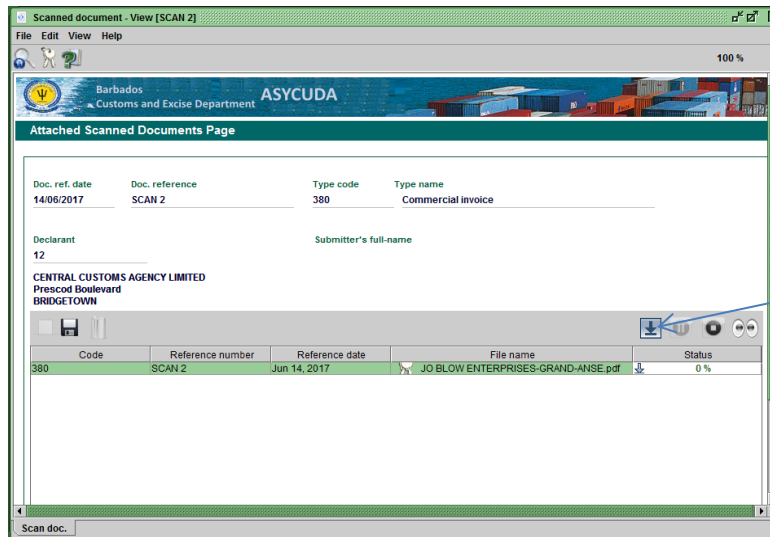 Scanned document - View [SCAN 2]
File Edit View Help
100 %
Barbados
Customs and Excise Department
ASYCUDA
Attached Scanned Documents Page
Doc. ref. date Doc. reference Type code Type name
14/06/2017 SCAN 2 380 Commercial invoice
Declarant Submitter's full-name
12
CENTRAL CUSTOMS AGENCY LIMITED
Prescod Boulevard
BRIDGETOWN
Code Reference number Reference date File name Status
380 SCAN 2 Jun 14, 2017 JO BLOW ENTERPRISES-GRAND-ANSE.pdf 0 %
Scan doc.